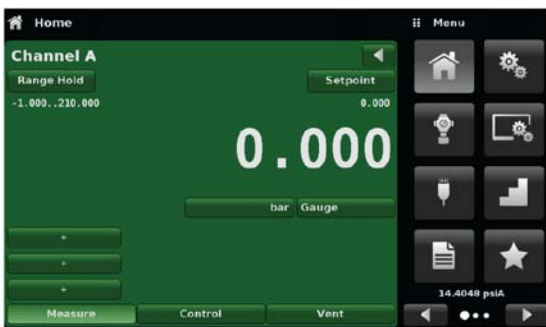 Home
Menu
Channel A
Range Hold
Setpoint
-1.000..210.000
0.000
0.000
bar
Gauge
+
+
+
14.4048 psiA
Measure
Control
Vent